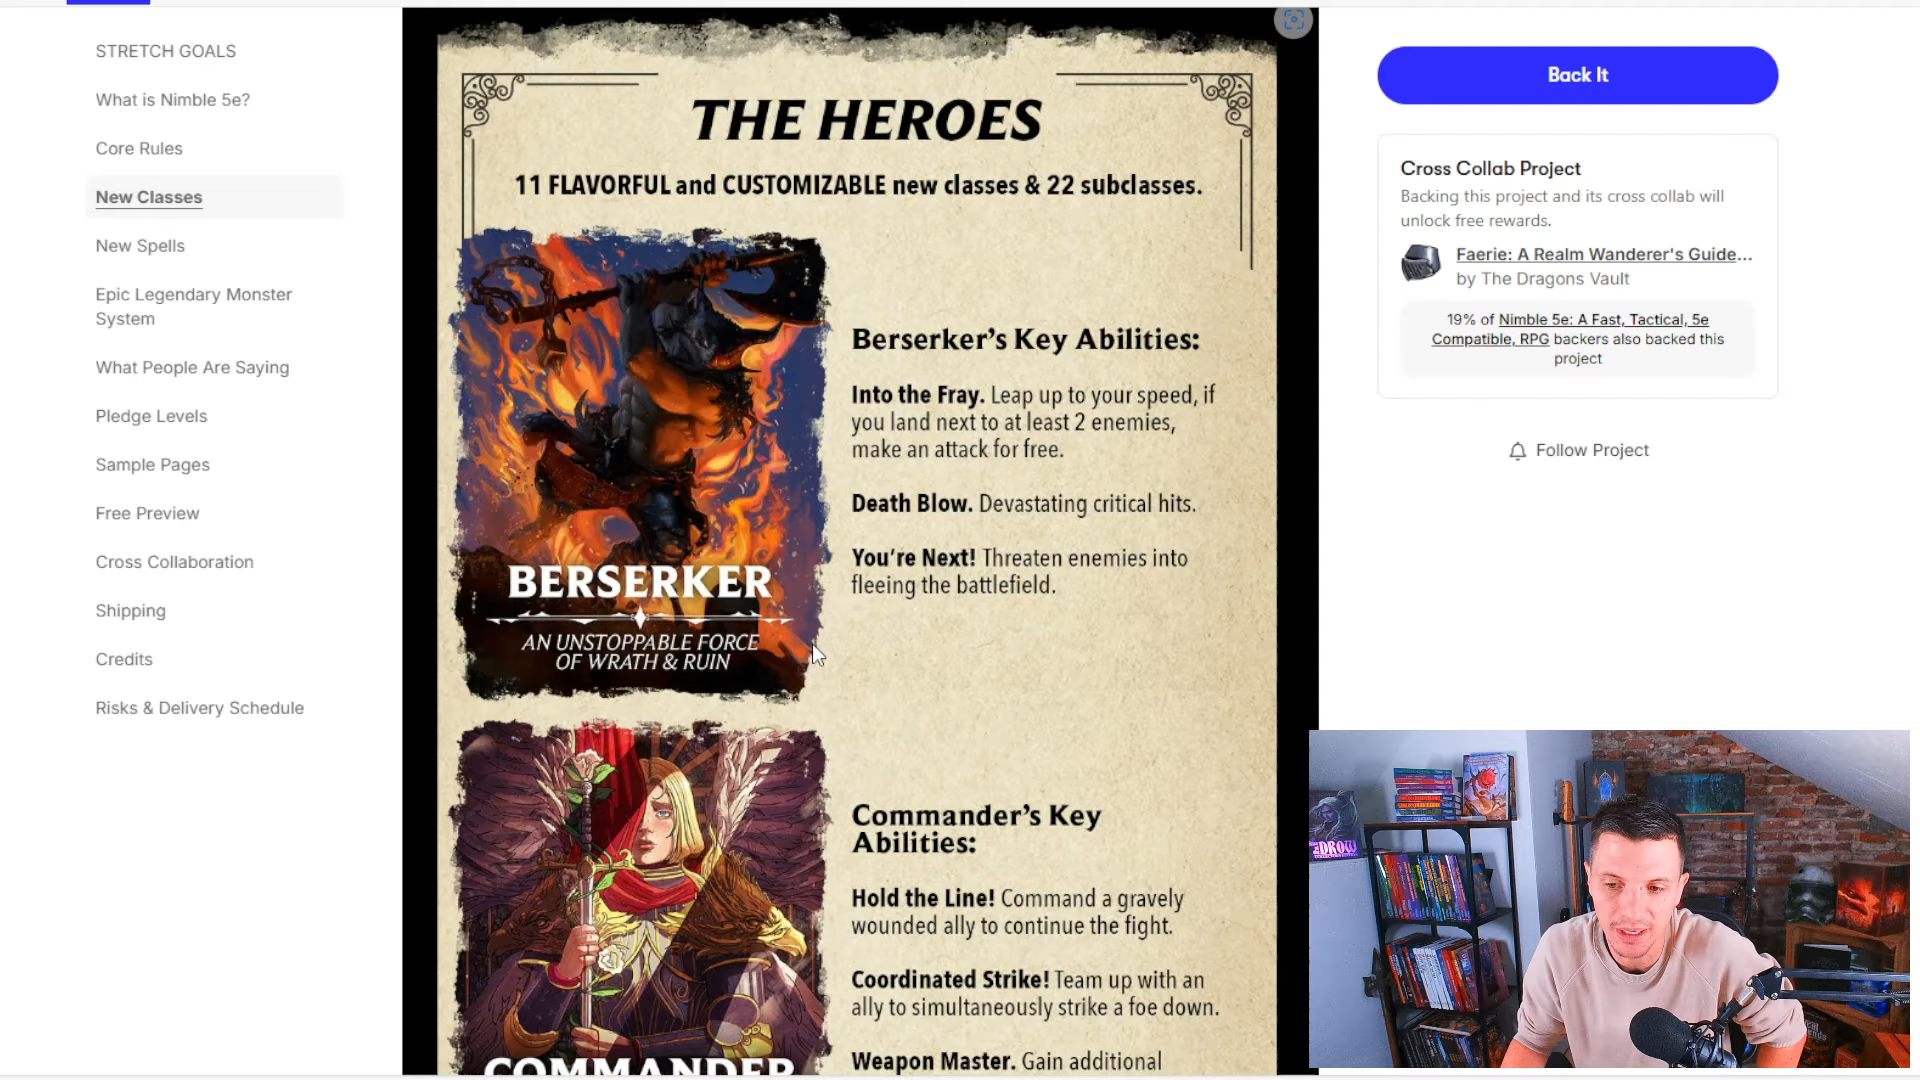 STRETCH GOALS
What is Nimble 5e?
Core Rules
New Classes
New Spells
Epic Legendary Monster
System
What People Are Saying
Pledge Levels
Sample Pages
Free Preview
Cross Collaboration
Shipping
Credits
Risks & Delivery Schedule
THE HEROES
11 FLAVORFUL and CUSTOMIZABLE new classes & 22 subclasses.
BERSERKER
AN UNSTOPPABLE FORCE
OF WRATH & RUIN
Berserker's Key Abilities:
Into the Fray. Leap up to your speed, if
you land next to at least 2 enemies,
make an attack for free.
Death Blow. Devastating critical hits.
You're Next! Threaten enemies into
fleeing the battlefield.
COMMANDER
Commander's Key
Abilities:
Hold the Line! Command a gravely
wounded ally to continue the fight.
Coordinated Strike! Team up with an
ally to simultaneously strike a foe down.
Weapon Master. Gain additional
Back It
Cross Collab Project
Backing this project and its cross collab will
unlock free rewards.
Faerie: A Realm Wanderer's Guide...
by The Dragons Vault
19% of Nimble 5e: A Fast, Tactical, 5e
Compatible, RPG backers also backed this
project
Follow Project
DROW